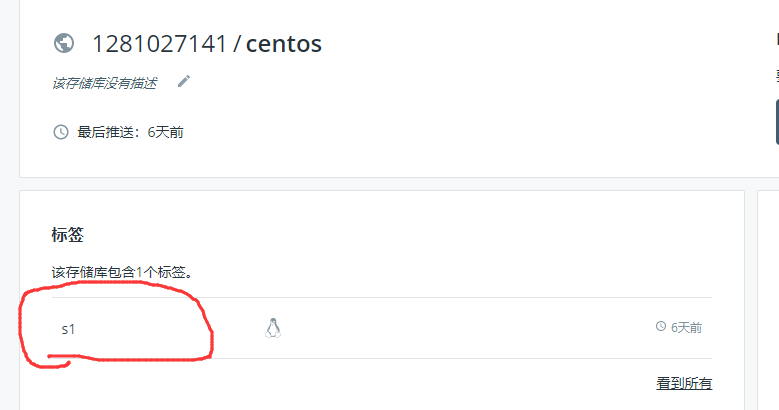 1281027141 / centos
该存储库没有描述
最后推送：6天前
标签
该存储库包含1个标签。
s1
6天前
看到所有